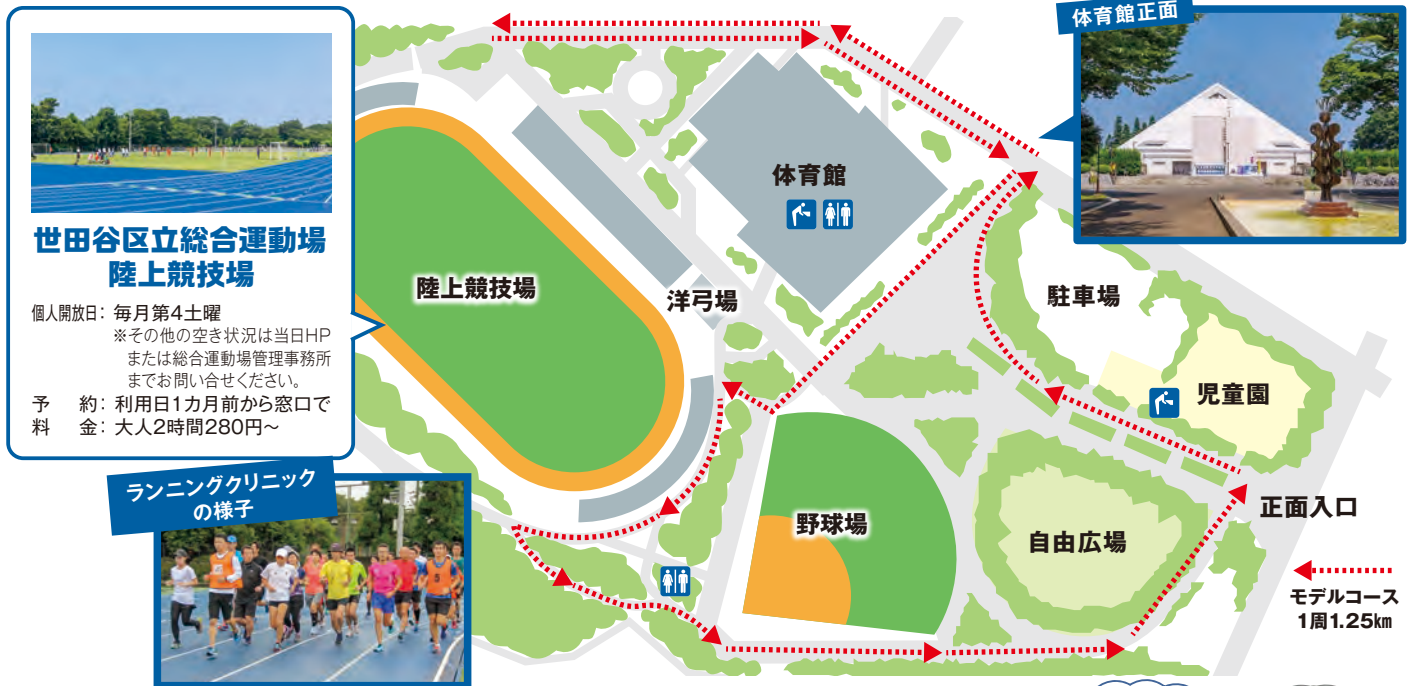 体育館正面
世田谷区立総合運動場
陸上競技場
個人開放日：毎月第4土曜
※その他の空き状況は当日HP
または総合運動場管理事務所
までお問い合せください。
予　約：利用日1カ月前から窓口で
料　金：大人2時間280円～
ランニングクリニック
の様子
体育館
陸上競技場
洋弓場
駐車場
児童園
野球場
自由広場
正面入口
モデルコース
1周1.25km